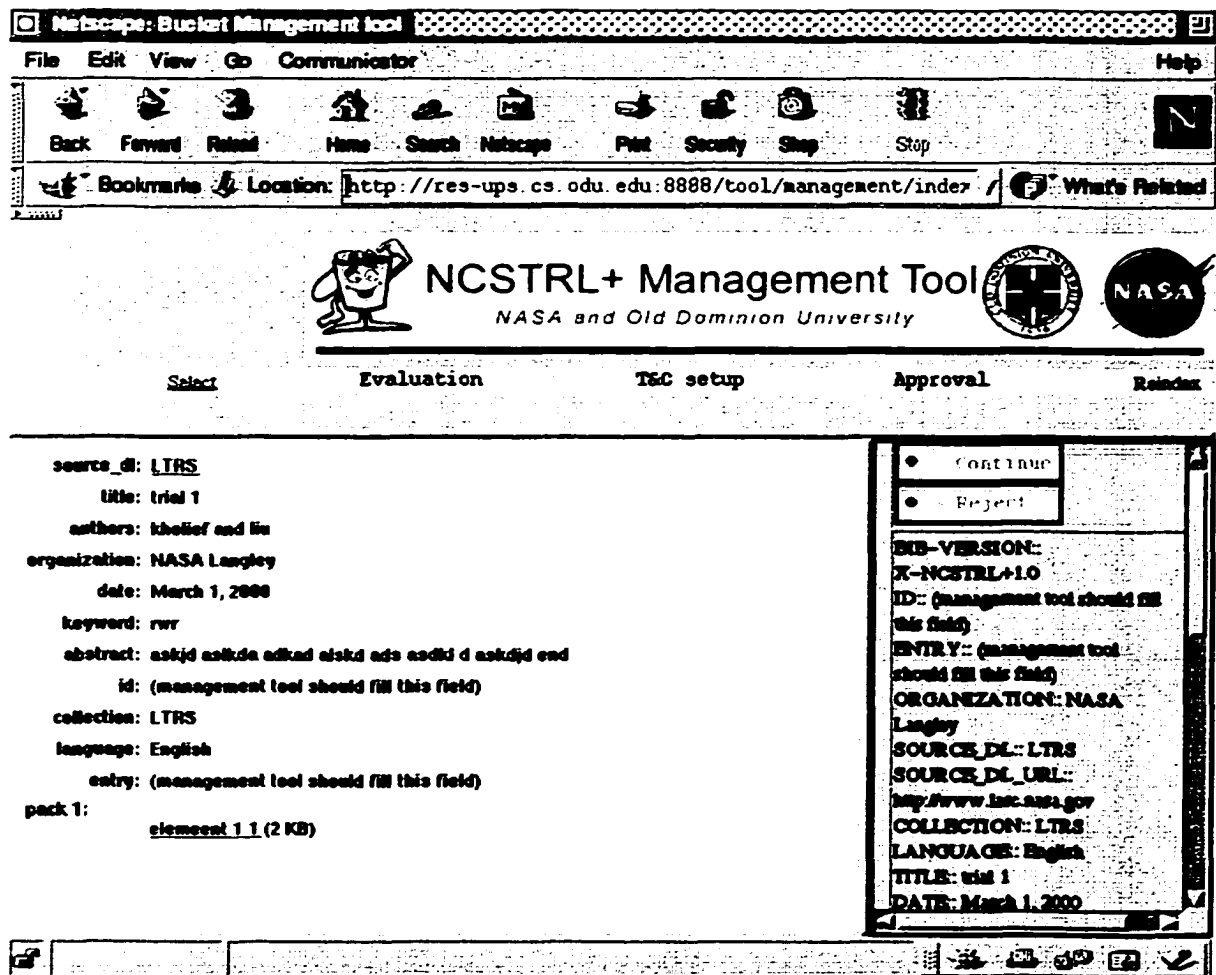 Netscape: Bucket Management tool
File Edit View Go Communicator Help
Back Forward Reload Home Search Netscape Print Security Shop Stop
Bookmarks Location: http://res-ups.cs.odu.edu:8888/tool/management/index What's Related
NCSTRL+ Management Tool
NASA and Old Dominion University
NASA
Select Evaluation T&C setup Approval Reindex
source_dl: LTRS
title: trial 1
authors: kholief and liu
organization: NASA Langley
date: March 1, 2000
keyword: rwr
abstract: askjd aslkda adkad alskd ads asdkl d askdjd end
id: (management tool should fill this field)
collection: LTRS
language: English
entry: (management tool should fill this field)
pack 1:
elemeent 1 1 (2 KB)
Continue
Reject
BIB-VERSION::
X-NCSTRL+1.0
ID:: (management tool should fill
this field)
ENTRY:: (management tool
should fill this field)
ORGANIZATION:: NASA
Langley
SOURCE_DL:: LTRS
SOURCE_DL_URL::
http://www.larc.nasa.gov
COLLECTION:: LTRS
LANGUAGE:: English
TITLE:: trial 1
DATE:: March 1, 2000